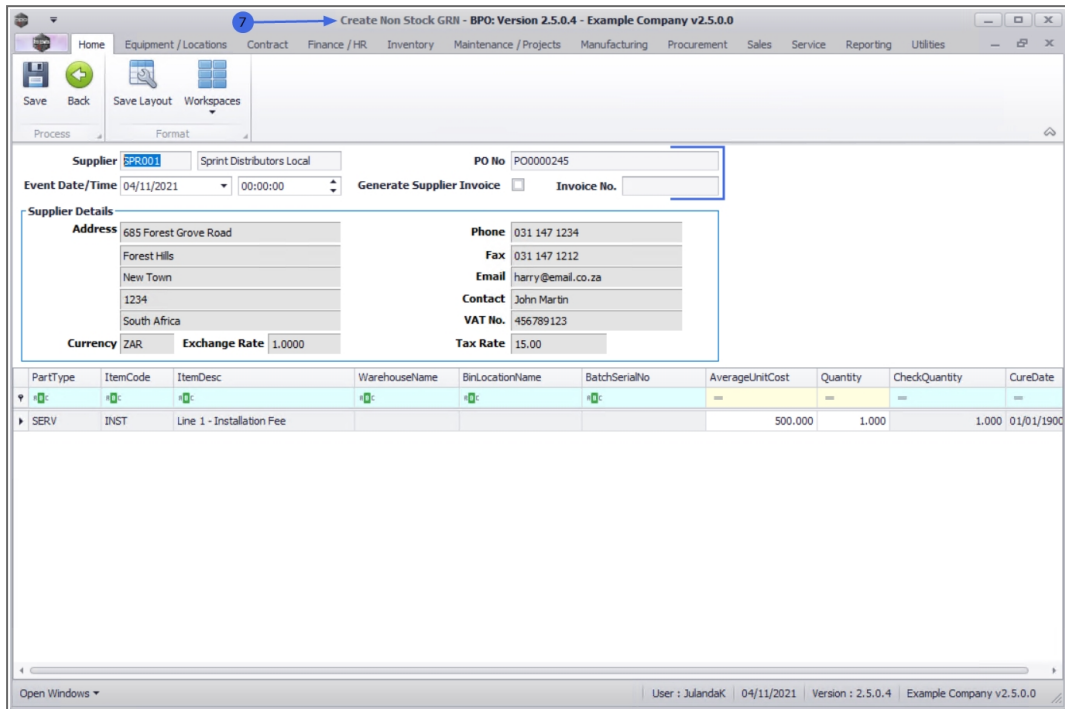 7
Create Non Stock GRN - BPO: Version 2.5.0.4 - Example Company v2.5.0.0
Home Equipment / Locations Contract Finance / HR Inventory Maintenance / Projects Manufacturing Procurement Sales Service Reporting Utilities
Save Back Save Layout Workspaces
Process Format
Supplier SPR001 Sprint Distributors Local PO No PO0000245
Event Date/Time 04/11/2021 00:00:00 Generate Supplier Invoice Invoice No.
Supplier Details
Address 685 Forest Grove Road Phone 031 147 1234
Forest Hills Fax 031 147 1212
New Town Email harry@email.co.za
1234 Contact John Martin
South Africa VAT No. 456789123
Currency ZAR Exchange Rate 1.0000 Tax Rate 15.00
PartType ItemCode ItemDesc WarehouseName BinLocationName BatchSerialNo AverageUnitCost Quantity CheckQuantity CureDate
SERV INST Line 1 - Installation Fee 500.000 1.000 1.000 01/01/1900
Open Windows User : JulandaK 04/11/2021 Version : 2.5.0.4 Example Company v2.5.0.0